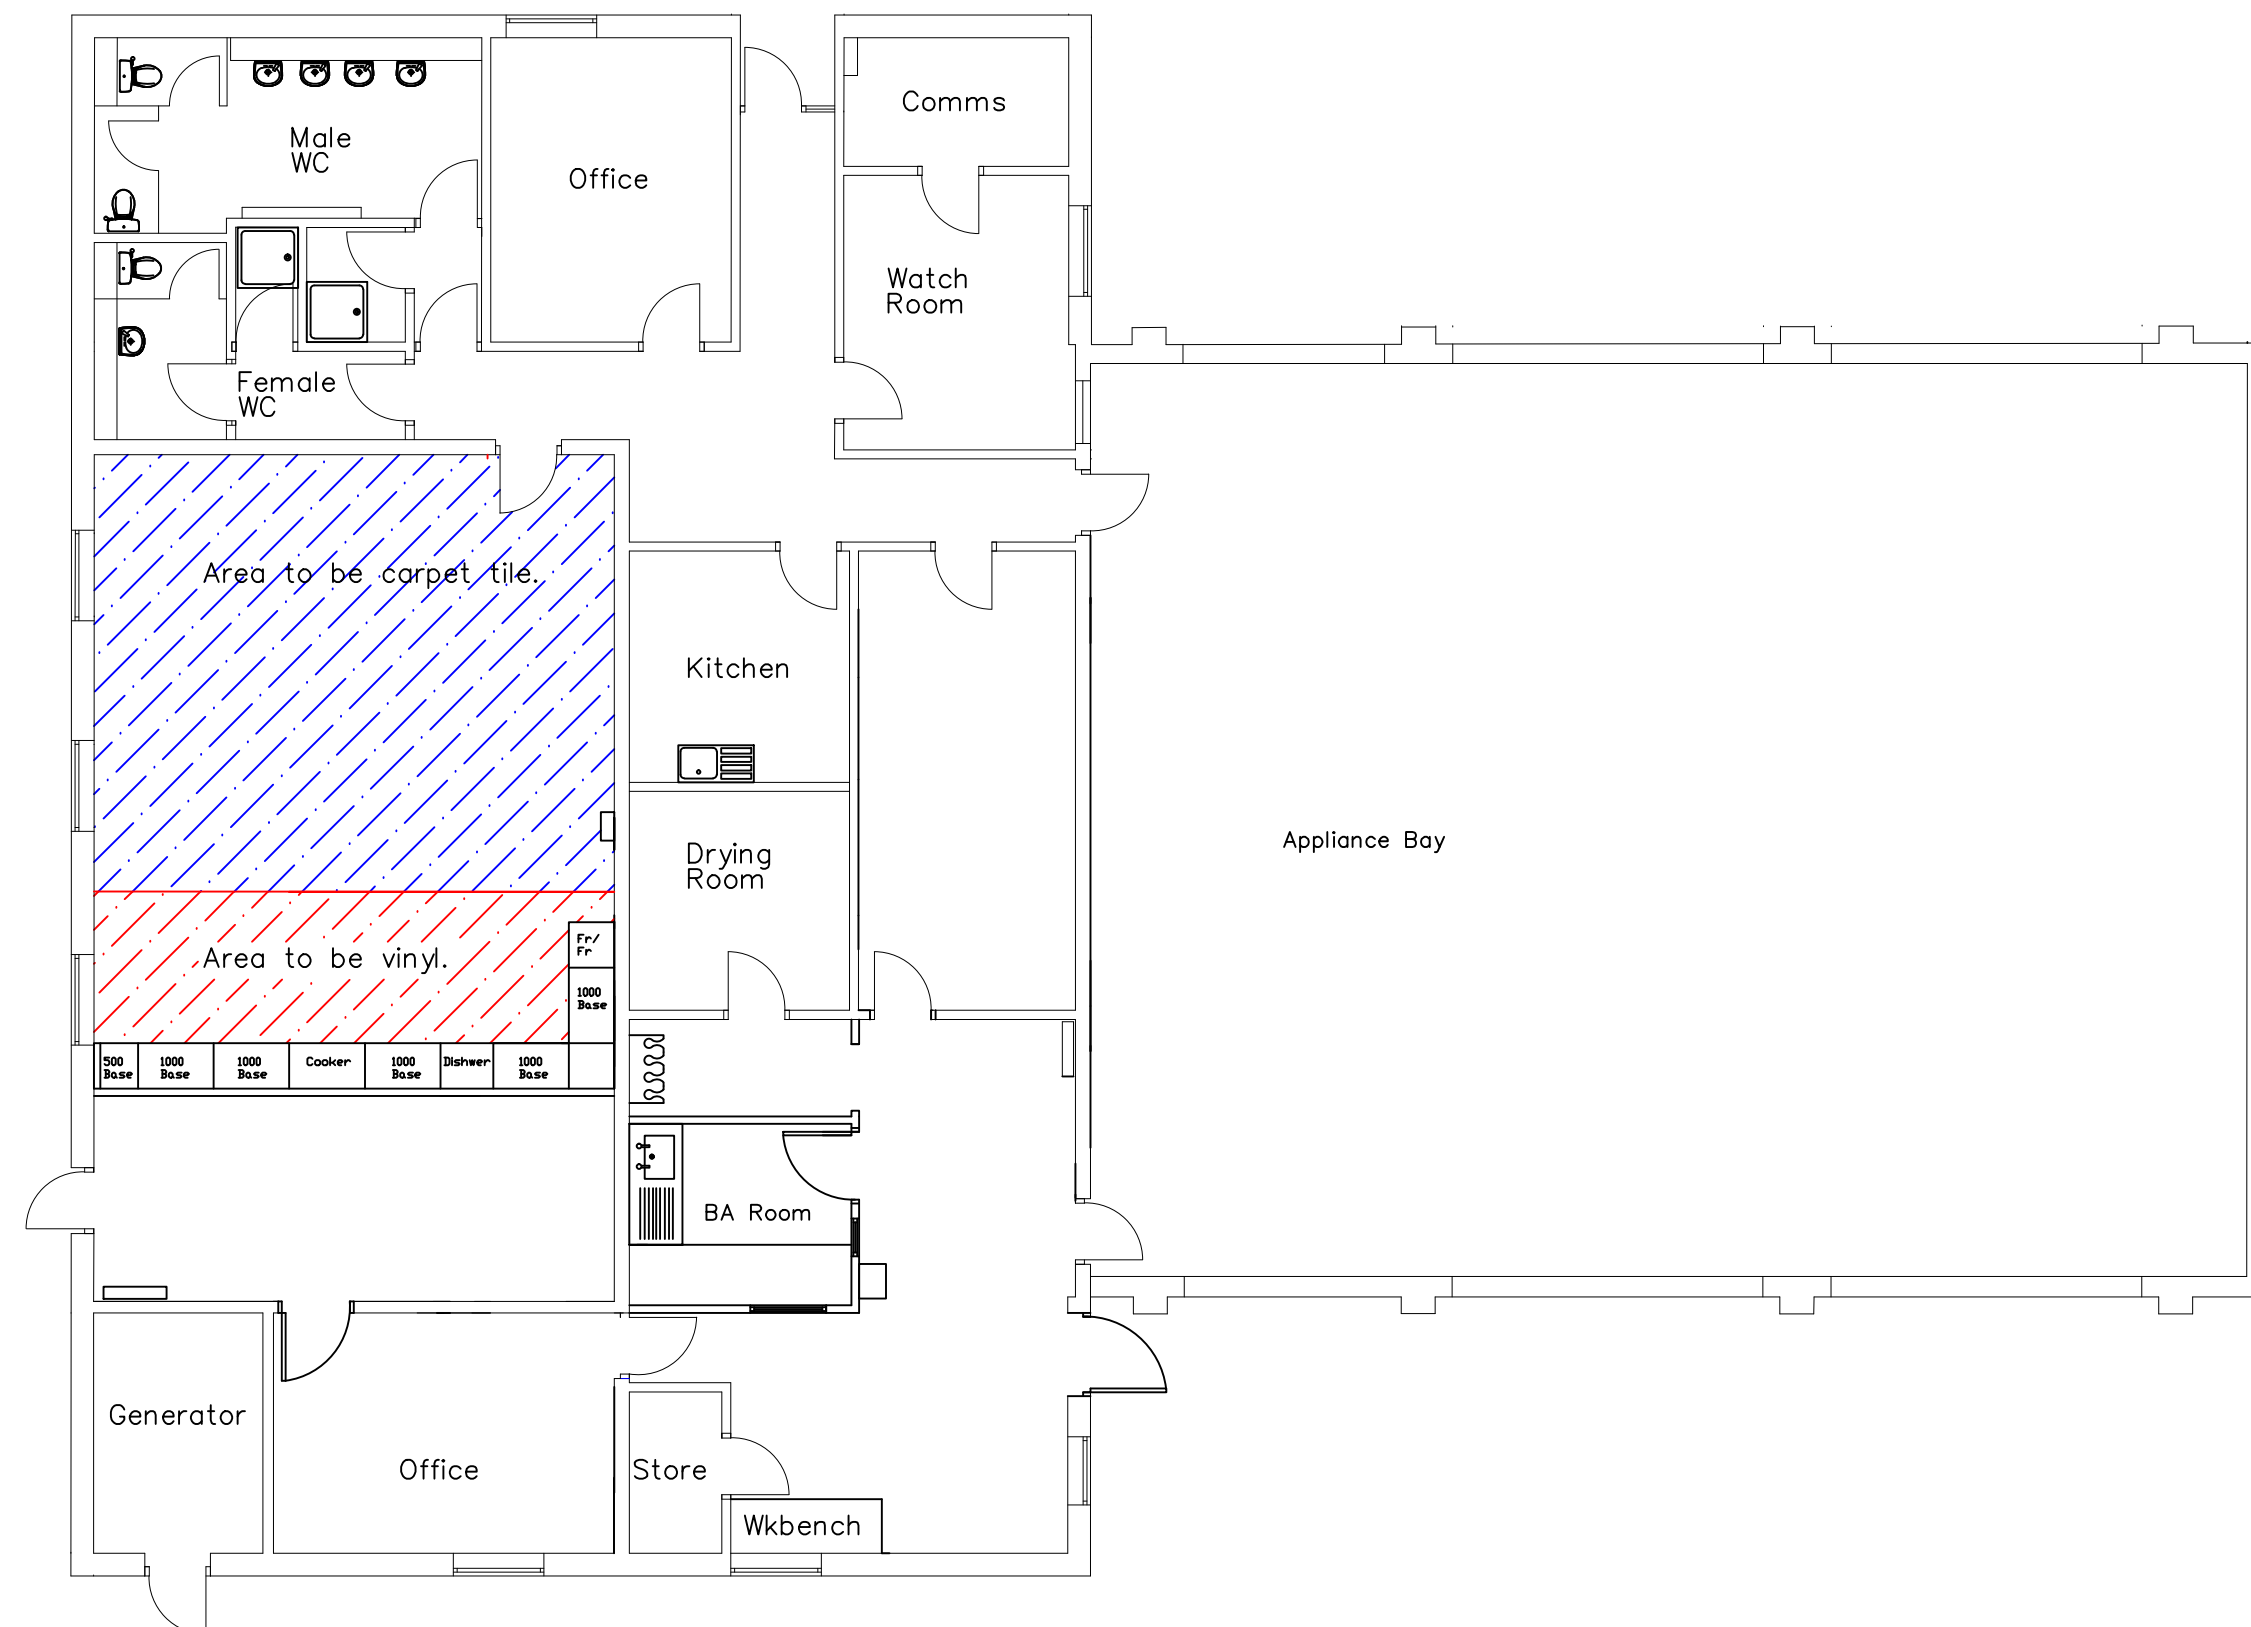 Comms
Male
WC
Office
Watch
Room
Female
WC
Area to be carpet tile.
Kitchen
Appliance Bay
Drying
Room
Area to be vinyl.
Fr/
Fr
1000
Base
500
Base
1000
Base
1000
Base
Cooker
1000
Base
Dishwer
1000
Base
BA Room
Generator
Office
Store
Wkbench